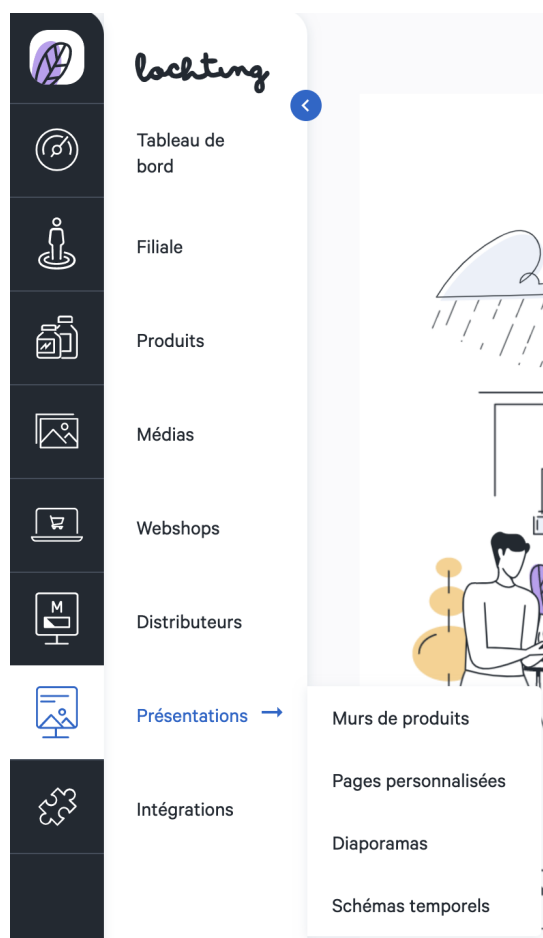 lochting
Tableau de
bord
Filiale
Produits
Médias
Webshops
M
Distributeurs
Présentations →
Murs de produits
Pages personnalisées
Intégrations
Diaporamas
Schémas temporels